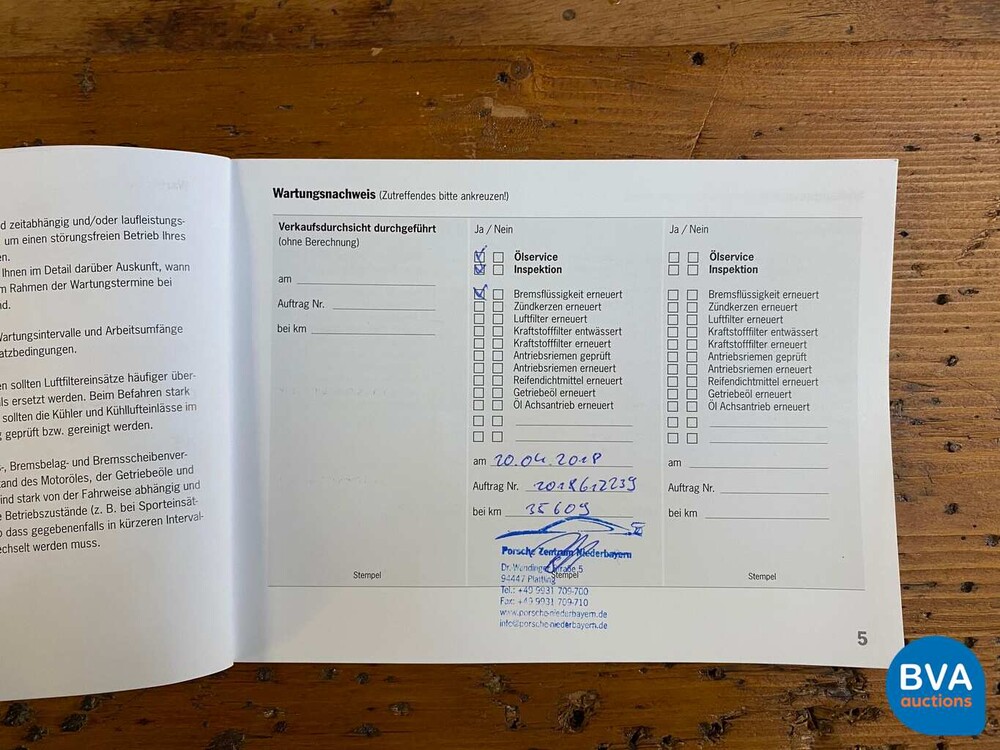 d zeitabhängig und/oder laufleistungs-
um einen störungsfreien Betrieb Ihres
en.
Ihnen im Detail darüber Auskunft, wann
m Rahmen der Wartungstermine bei
nd.
Wartungsintervalle und Arbeitsumfänge
atzbedingungen.
en sollten Luftfiltereinsätze häufiger über-
als ersetzt werden. Beim Befahren stark
sollten die Kühler und Kühllufteinlässe im
g geprüft bzw. gereinigt werden.
-, Bremsbelag- und Bremsscheibenver-
tand des Motoröles, der Getriebeöle und
ind stark von der Fahrweise abhängig und
e Betriebszustände (z. B. bei Sporteinsät-
o dass gegebenenfalls in kürzeren Interval-
echselt werden muss.
Wartungsnachweis (Zutreffendes bitte ankreuzen!)
Verkaufsdurchsicht durchgeführt
(ohne Berechnung)
am
Auftrag Nr.
bei km
Stempel
Ja / Nein
Ölservice
Inspektion
Bremsflüssigkeit erneuert
Zündkerzen erneuert
Luftfilter erneuert
Kraftstofffilter entwässert
Kraftstofffilter erneuert
Antriebsriemen geprüft
Antriebsriemen erneuert
Reifendichtmittel erneuert
Getriebeöl erneuert
Öl Achsantrieb erneuert
am 20.04.2018
Auftrag Nr. 2018612239
bei km 35609
Porsche Zentrum Niederbayern
Stempel
94447 Plattling
Tel.: +49 9931 709-700
Fax: +49 9931 709-710
www.porsche-niederbayern.de
info@porsche-niederbayern.de
Ja / Nein
Ölservice
Inspektion
Bremsflüssigkeit erneuert
Zündkerzen erneuert
Luftfilter erneuert
Kraftstofffilter entwässert
Kraftstofffilter erneuert
Antriebsriemen geprüft
Antriebsriemen erneuert
Reifendichtmittel erneuert
Getriebeöl erneuert
Öl Achsantrieb erneuert
am
Auftrag Nr.
bei km
Stempel
5
BVA
auctions